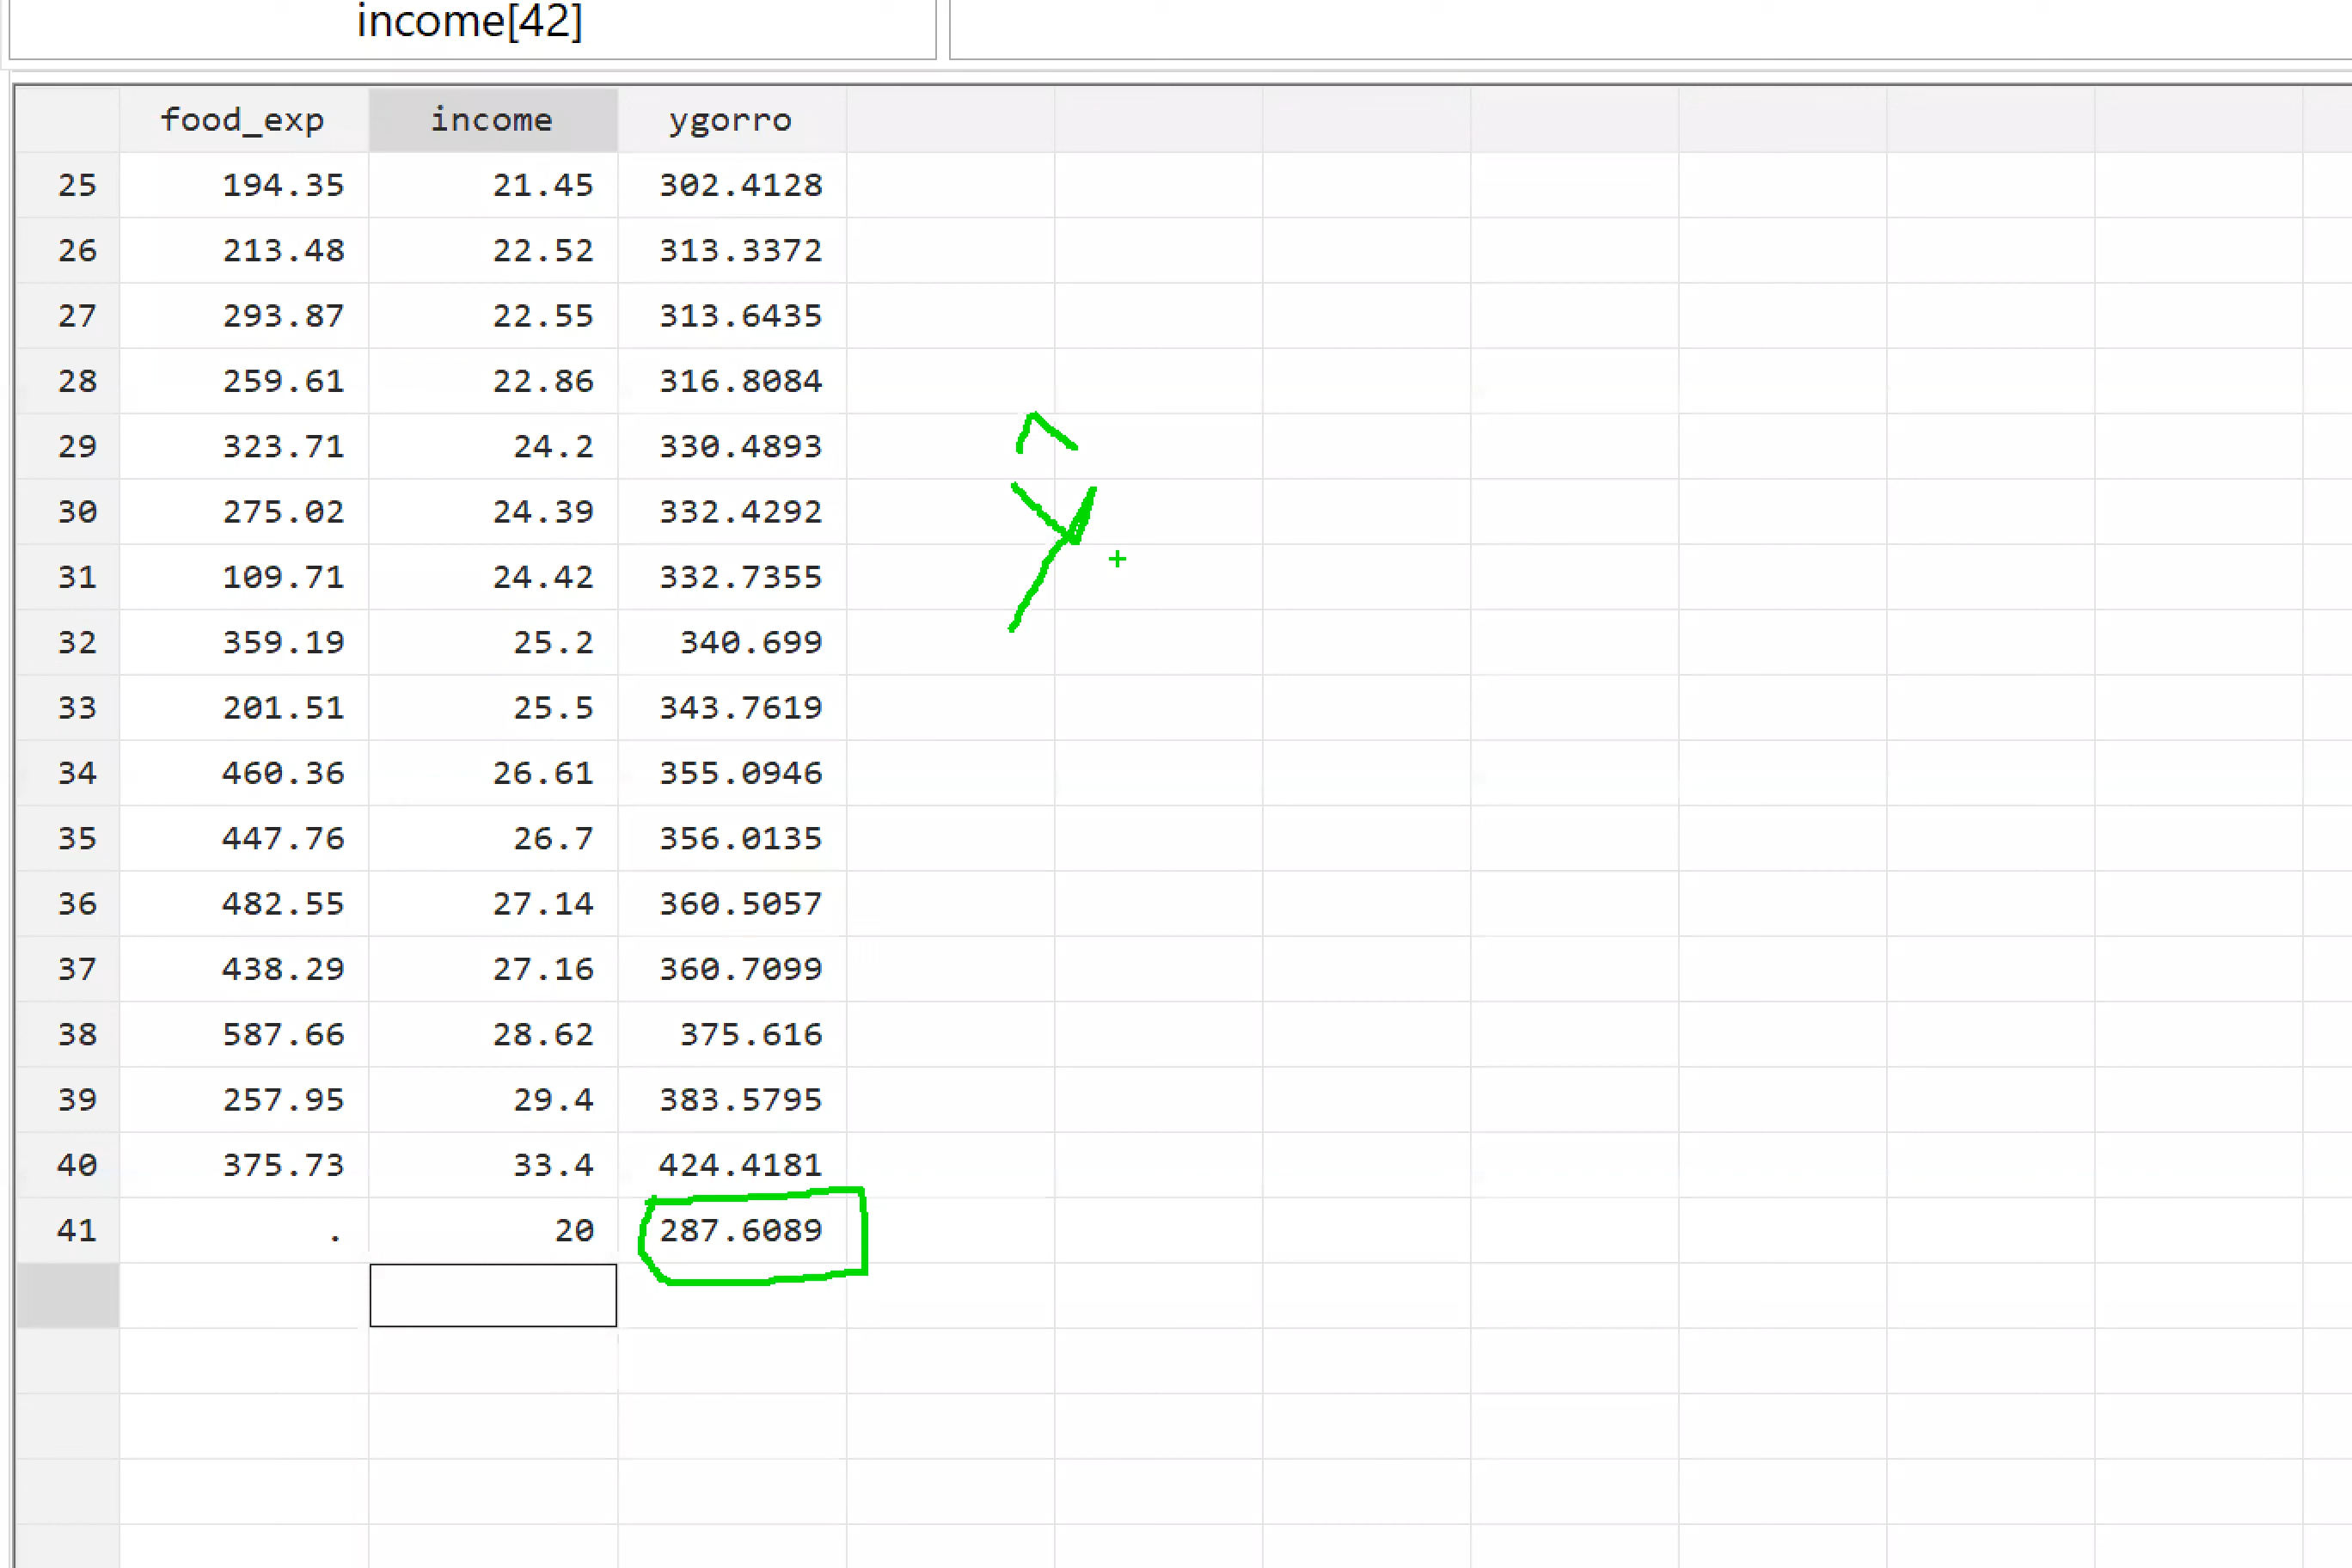 income[42]
food_exp income ygorro
25 194.35 21.45 302.4128
26 213.48 22.52 313.3372
27 293.87 22.55 313.6435
28 259.61 22.86 316.8084
29 323.71 24.2 330.4893
30 275.02 24.39 332.4292
31 109.71 24.42 332.7355
32 359.19 25.2 340.699
33 201.51 25.5 343.7619
34 460.36 26.61 355.0946
35 447.76 26.7 356.0135
36 482.55 27.14 360.5057
37 438.29 27.16 360.7099
38 587.66 28.62 375.616
39 257.95 29.4 383.5795
40 375.73 33.4 424.4181
41 . 20 287.6089
ŷ